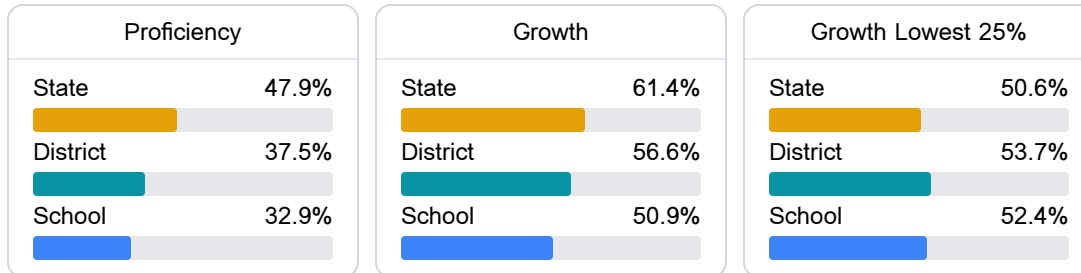 Proficiency
State 47.9%
District 37.5%
School 32.9%
Growth
State 61.4%
District 56.6%
School 50.9%
Growth Lowest 25%
State 50.6%
District 53.7%
School 52.4%